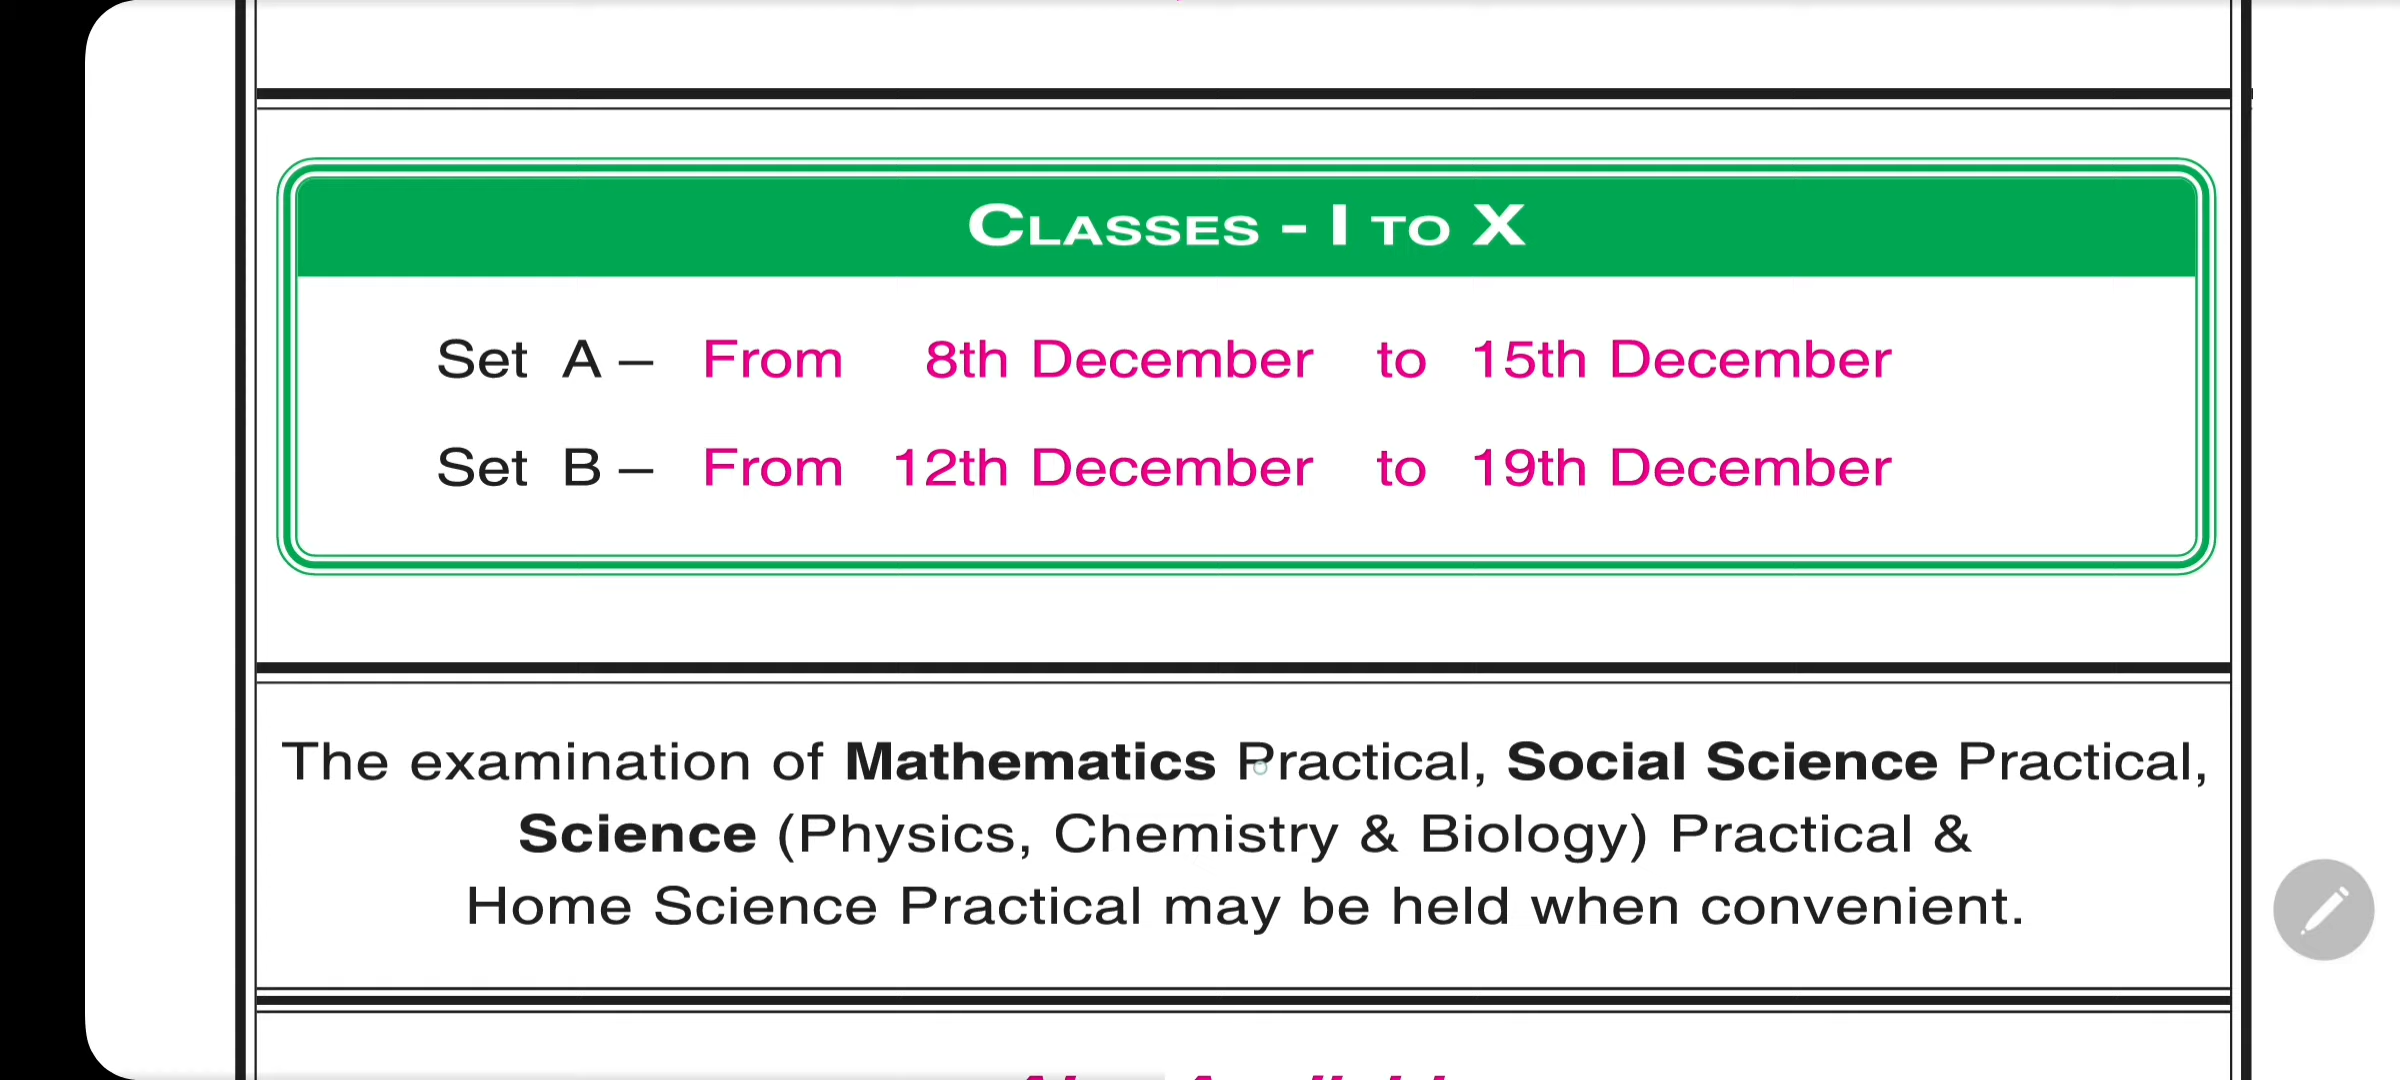 Classes - I to X
Set A – From 8th December to 15th December
Set B – From 12th December to 19th December
The examination of Mathematics Practical, Social Science Practical,
Science (Physics, Chemistry & Biology) Practical &
Home Science Practical may be held when convenient.